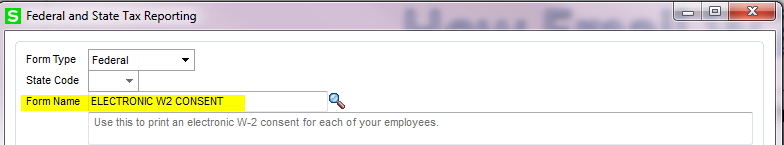 S Federal and State Tax Reporting
Form Type Federal
State Code
Form Name ELECTRONIC W2 CONSENT
Use this to print an electronic W-2 consent for each of your employees.